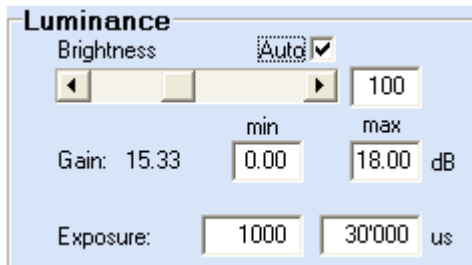 Luminance
Brightness Auto
100
min max
Gain: 15.33 0.00 18.00 dB
Exposure: 1000 30'000 us